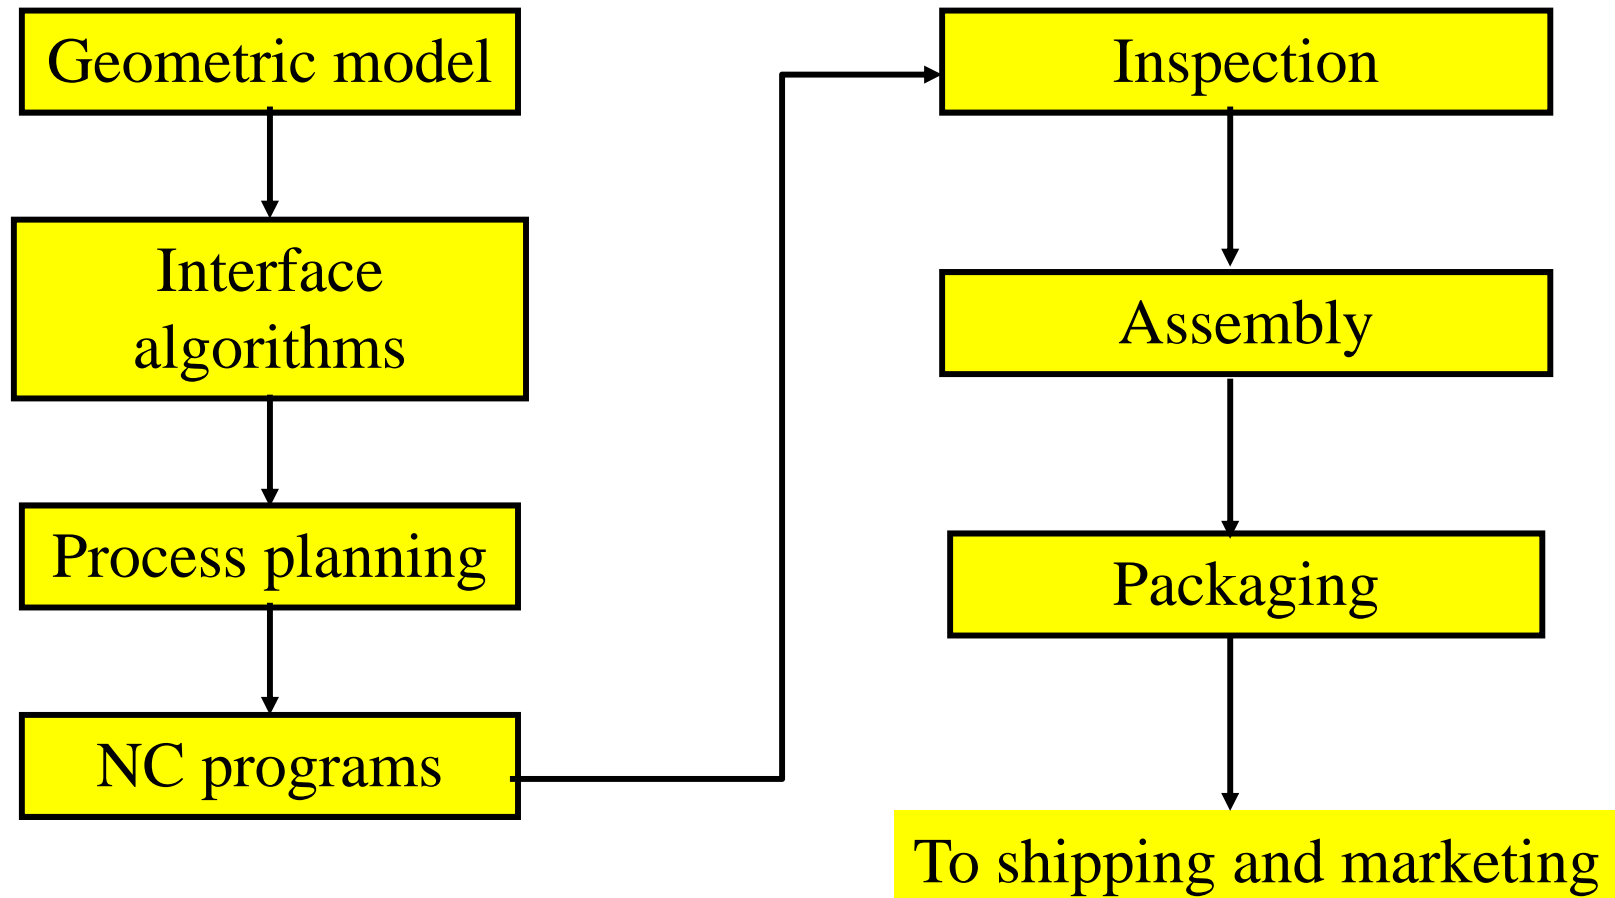 Geometric model
Interface
algorithms
Process planning
NC programs
Inspection
Assembly
Packaging
To shipping and marketing